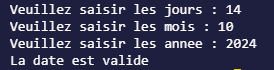 Veuillez saisir les jours : 14
Veuillez saisir les mois : 10
Veuillez saisir les annee : 2024
La date est valide